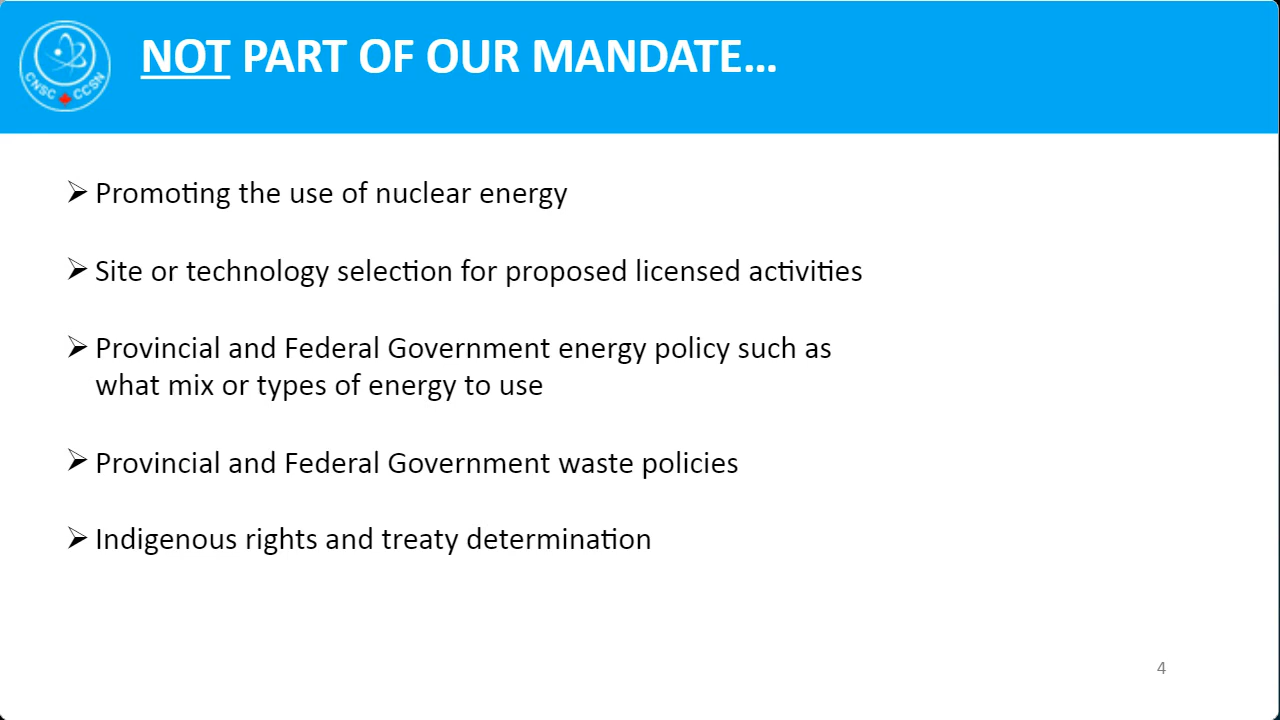 CNSC CCSN
NOT PART OF OUR MANDATE…
➢ Promoting the use of nuclear energy
➢ Site or technology selection for proposed licensed activities
➢ Provincial and Federal Government energy policy such as
what mix or types of energy to use
➢ Provincial and Federal Government waste policies
➢ Indigenous rights and treaty determination
4